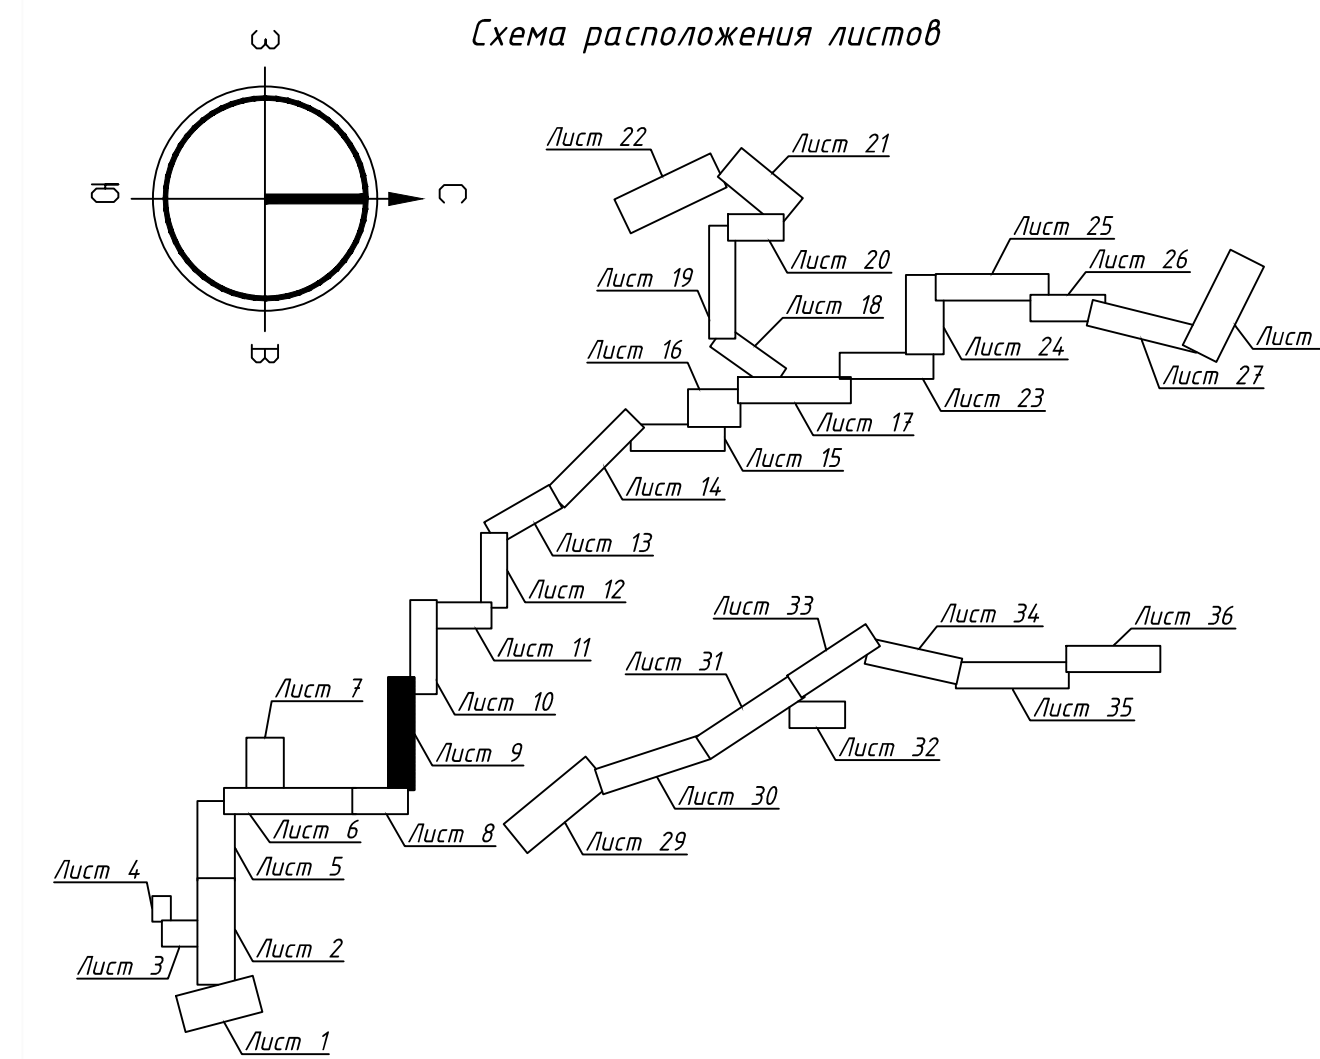 Схема расположения листов
З
Ю
С
В
Лист 22
Лист 21
Лист 25
Лист 20
Лист 26
Лист 19
Лист 18
Лист
Лист 16
Лист 24
Лист 27
Лист 23
Лист 17
Лист 15
Лист 14
Лист 13
Лист 12
Лист 33
Лист 34
Лист 36
Лист 11
Лист 31
Лист 7
Лист 10
Лист 35
Лист 9
Лист 32
Лист 30
Лист 6
Лист 8
Лист 29
Лист 5
Лист 4
Лист 2
Лист 3
Лист 1